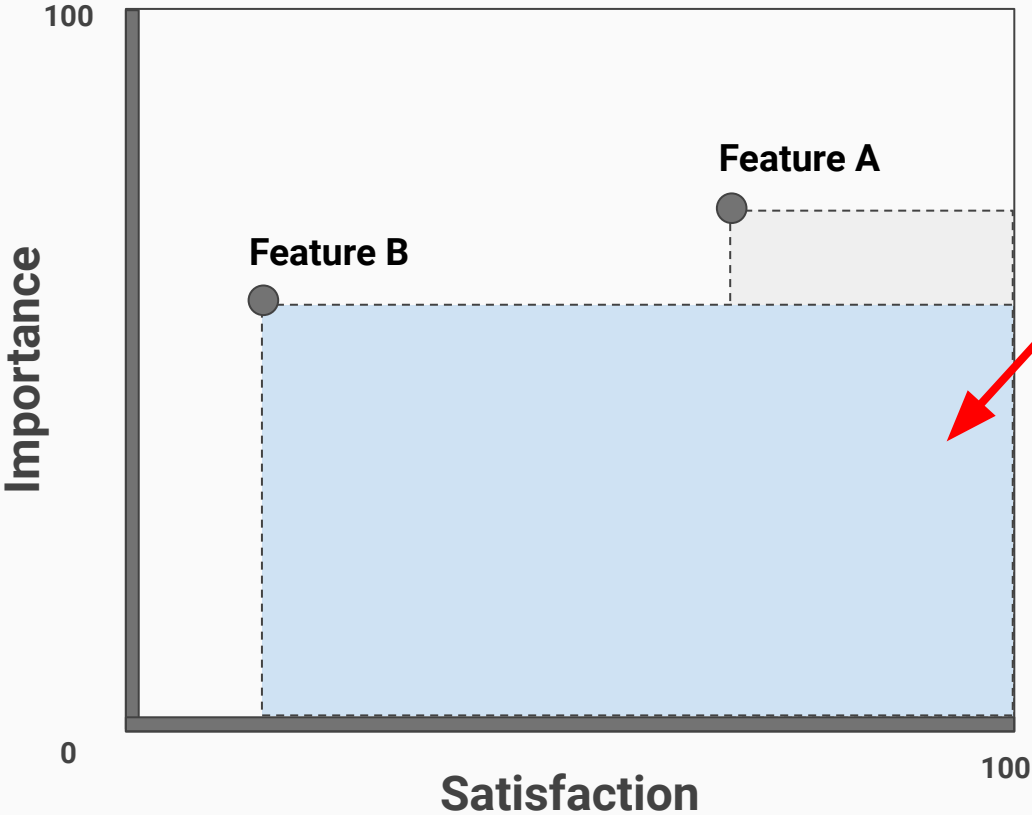 100
Feature A
Feature B
Importance
0
100
Satisfaction